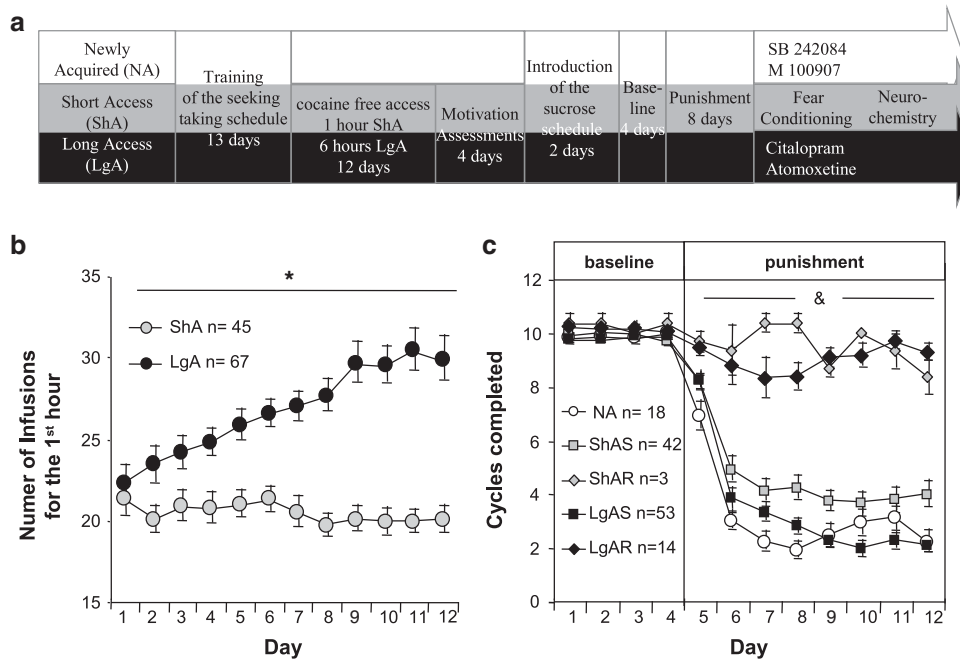 a
Newly
Acquired (NA)
Short Access
(ShA)
Long Access
(LgA)
Training
of the seeking
taking schedule
13 days
cocaine free access
1 hour ShA
6 hours LgA
12 days
Motivation
Assessments
4 days
Introduction
of the
sucrose
schedule
2 days
Base-
line
4 days
Punishment
8 days
SB 242084
M 100907
Fear
Conditioning
Neuro-
chemistry
Citalopram
Atomoxetine
b
35
30
25
20
15
*
ShA n= 45
LgA n= 67
Numer of Infusions
for the 1st hour
1 2 3 4 5 6 7 8 9 10 11 12
Day
c
baseline
punishment
&
12
10
8
6
4
2
0
NA n= 18
ShAS n= 42
ShAR n=3
LgAS n=53
LgAR n=14
Cycles completed
1 2 3 4 5 6 7 8 9 10 11 12
Day